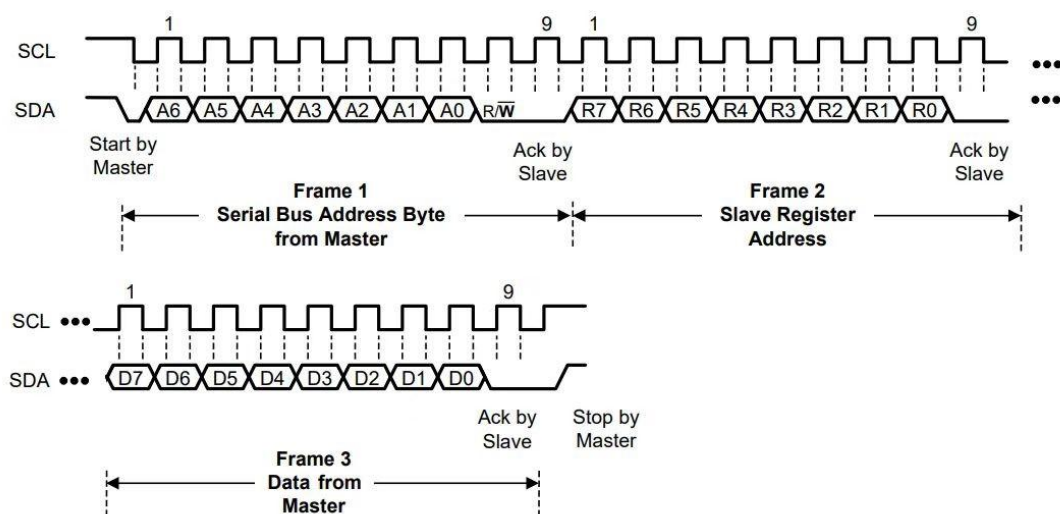 1 9 1 9
SCL
SDA A6 A5 A4 A3 A2 A1 A0 R/W̅ R7 R6 R5 R4 R3 R2 R1 R0
Start by
Master
Ack by
Slave
Ack by
Slave
Frame 1
Serial Bus Address Byte
from Master
Frame 2
Slave Register
Address
1 9
SCL
SDA D7 D6 D5 D4 D3 D2 D1 D0
Ack by
Slave
Stop by
Master
Frame 3
Data from
Master